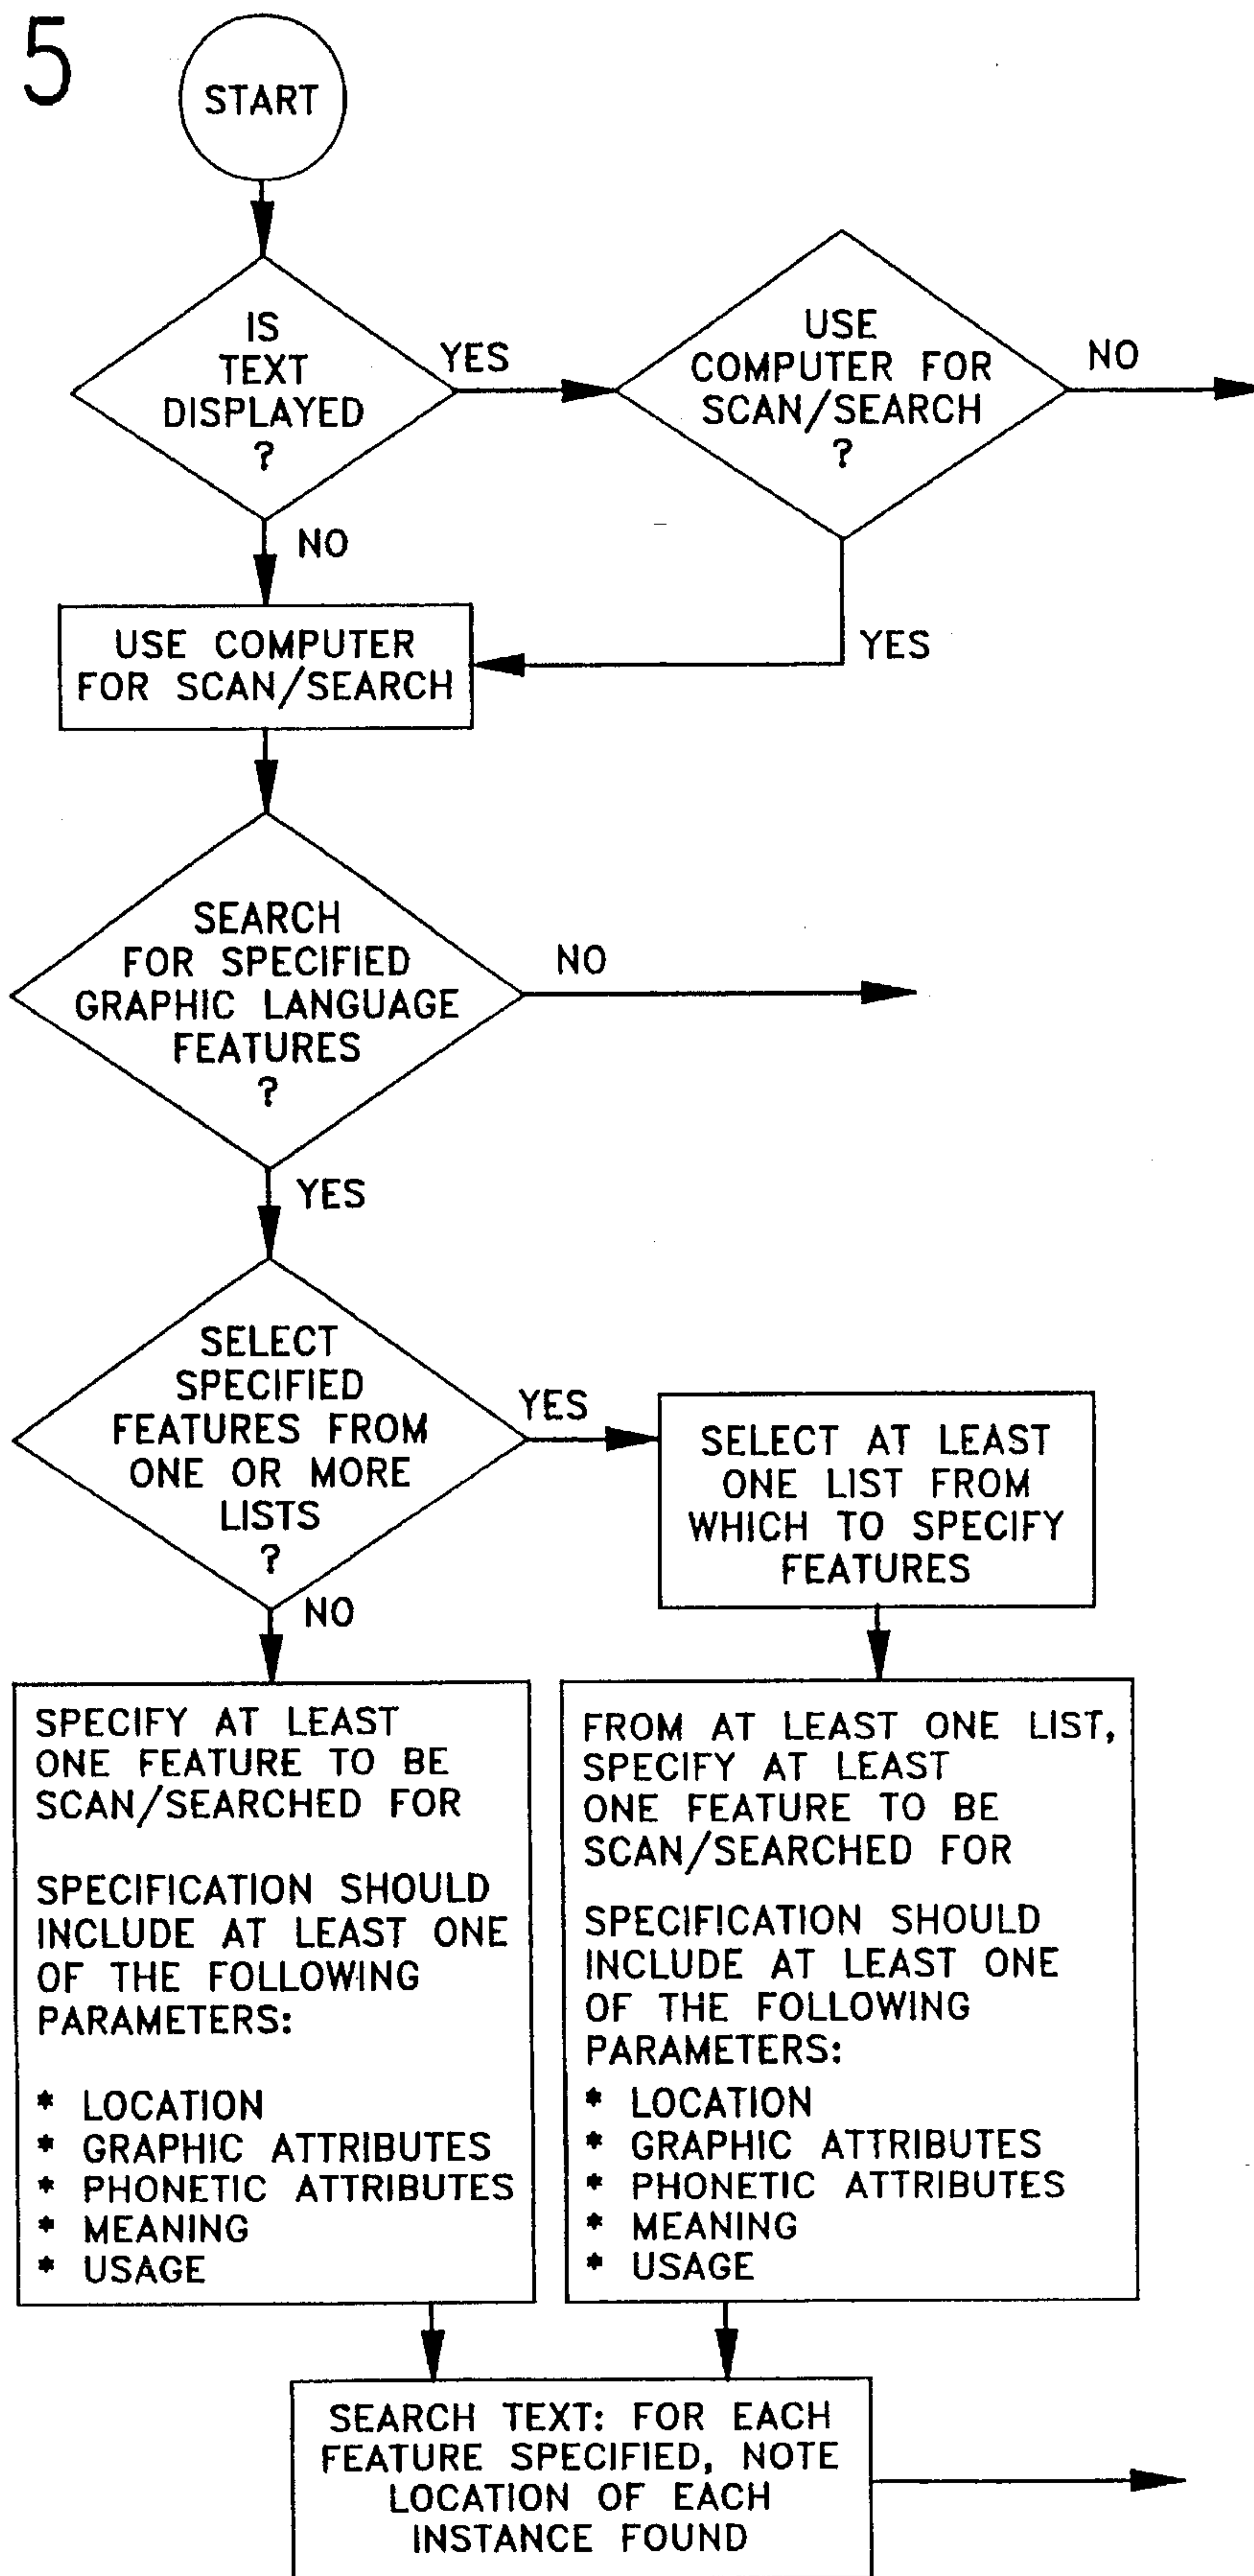 5
START
IS
TEXT
DISPLAYED
?
YES
USE
COMPUTER FOR
SCAN/SEARCH
?
NO
NO
YES
USE COMPUTER
FOR SCAN/SEARCH
SEARCH
FOR SPECIFIED
GRAPHIC LANGUAGE
FEATURES
?
NO
YES
SELECT
SPECIFIED
FEATURES FROM
ONE OR MORE
LISTS
?
YES
SELECT AT LEAST
ONE LIST FROM
WHICH TO SPECIFY
FEATURES
NO
SPECIFY AT LEAST
ONE FEATURE TO BE
SCAN/SEARCHED FOR
SPECIFICATION SHOULD
INCLUDE AT LEAST ONE
OF THE FOLLOWING
PARAMETERS:
* LOCATION
* GRAPHIC ATTRIBUTES
* PHONETIC ATTRIBUTES
* MEANING
* USAGE
FROM AT LEAST ONE LIST,
SPECIFY AT LEAST
ONE FEATURE TO BE
SCAN/SEARCHED FOR
SPECIFICATION SHOULD
INCLUDE AT LEAST ONE
OF THE FOLLOWING
PARAMETERS:
* LOCATION
* GRAPHIC ATTRIBUTES
* PHONETIC ATTRIBUTES
* MEANING
* USAGE
SEARCH TEXT: FOR EACH
FEATURE SPECIFIED, NOTE
LOCATION OF EACH
INSTANCE FOUND